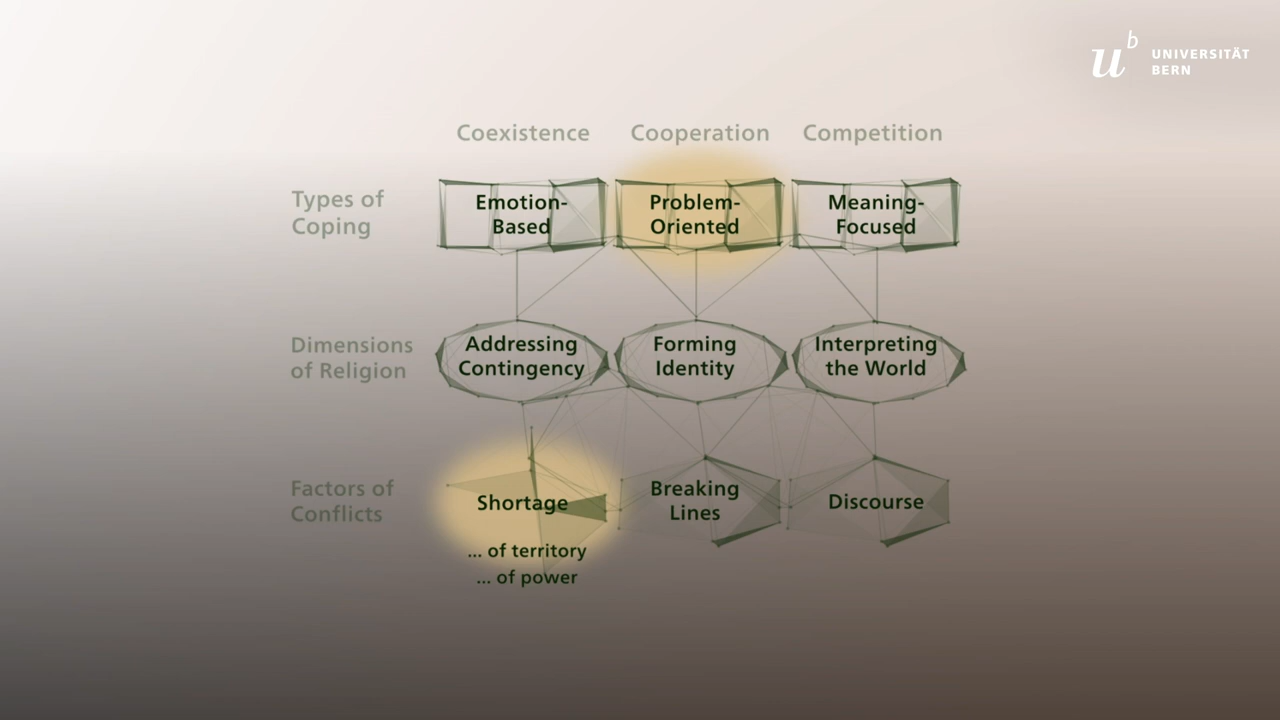 u
b
UNIVERSITÄT
BERN
Coexistence
Cooperation
Competition
Types of
Coping
Emotion-
Based
Problem-
Oriented
Meaning-
Focused
Dimensions
of Religion
Addressing
Contingency
Forming
Identity
Interpreting
the World
Factors of
Conflicts
Shortage
Breaking
Lines
Discourse
... of territory
... of power